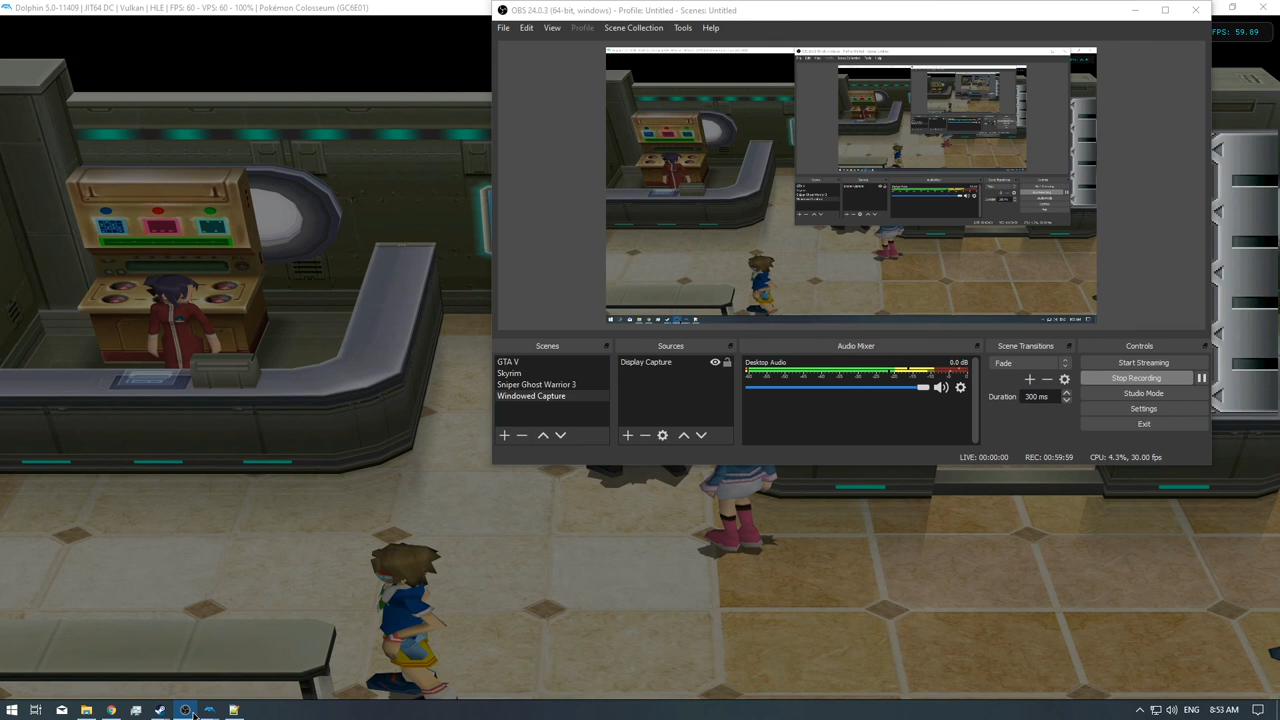 Dolphin 5.0-11409 | JIT64 DC | Vulkan | HLE | FPS: 60 - VPS: 60 - 100% | Pokémon Colosseum (GC6E01)
OBS 24.0.3 (64-bit, windows) - Profile: Untitled - Scenes: Untitled
File Edit View Profile Scene Collection Tools Help
FPS: 59.89
Scenes
GTA V
Skyrim
Sniper Ghost Warrior 3
Windowed Capture
Sources
Display Capture
Audio Mixer
Desktop Audio 0.0 dB
Scene Transitions
Fade
Duration 300 ms
Controls
Start Streaming
Stop Recording
Studio Mode
Settings
Exit
LIVE: 00:00:00 REC: 00:59:59 CPU: 4.3%, 30.00 fps
ENG 8:53 AM